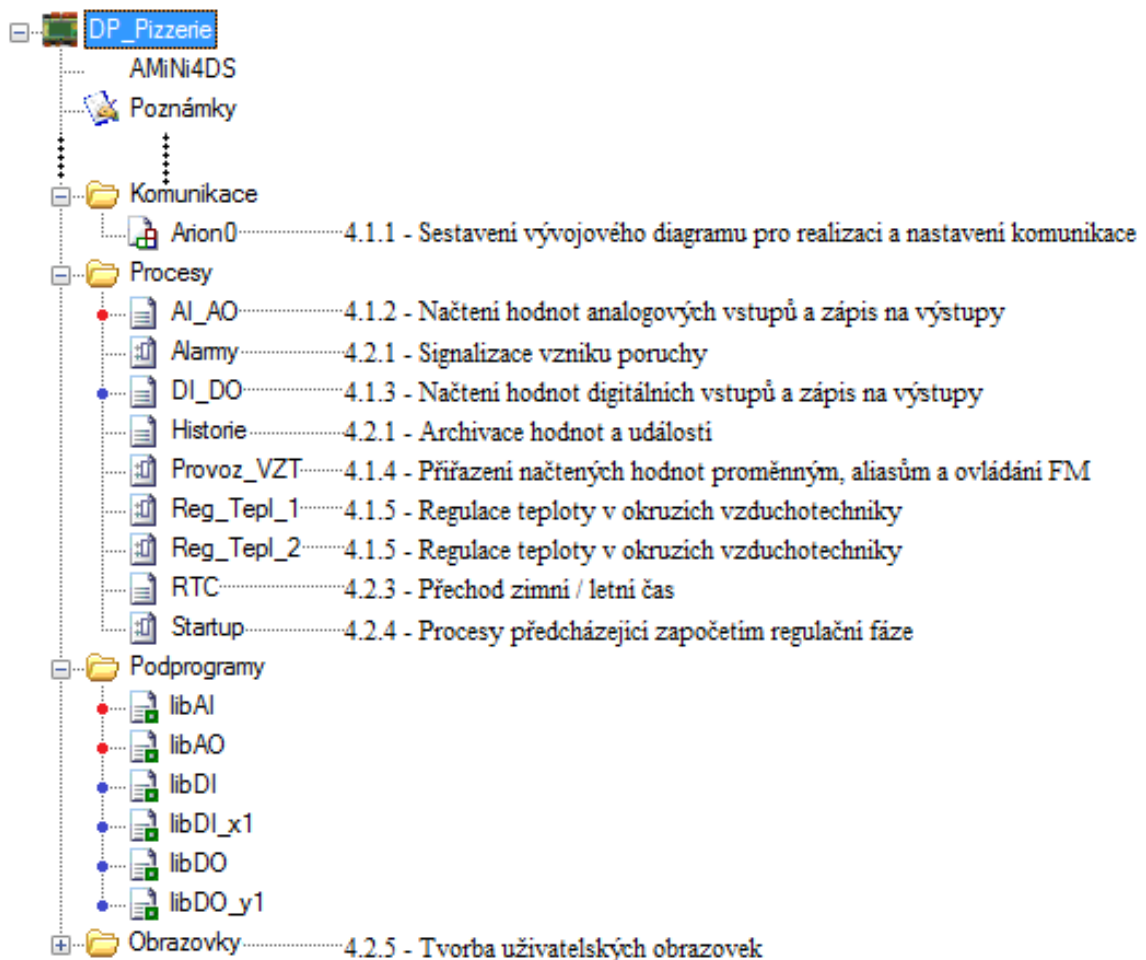 DP_Pizzerie
AMiNi4DS
Poznámky
Komunikace
Arion0 4.1.1 - Sestavení vývojového diagramu pro realizaci a nastavení komunikace
Procesy
AI_AO 4.1.2 - Načtení hodnot analogových vstupů a zápis na výstupy
Alarmy 4.2.1 - Signalizace vzniku poruchy
DI_DO 4.1.3 - Načtení hodnot digitálních vstupů a zápis na výstupy
Historie 4.2.1 - Archivace hodnot a událostí
Provoz_VZT 4.1.4 - Přiřazení načtených hodnot proměnným, aliasům a ovládání FM
Reg_Tepl_1 4.1.5 - Regulace teploty v okruzích vzduchotechniky
Reg_Tepl_2 4.1.5 - Regulace teploty v okruzích vzduchotechniky
RTC 4.2.3 - Přechod zimní / letní čas
Startup 4.2.4 - Procesy předcházející započetím regulační fáze
Podprogramy
libAI
libAO
libDI
libDI_x1
libDO
libDO_y1
Obrazovky 4.2.5 - Tvorba uživatelských obrazovek